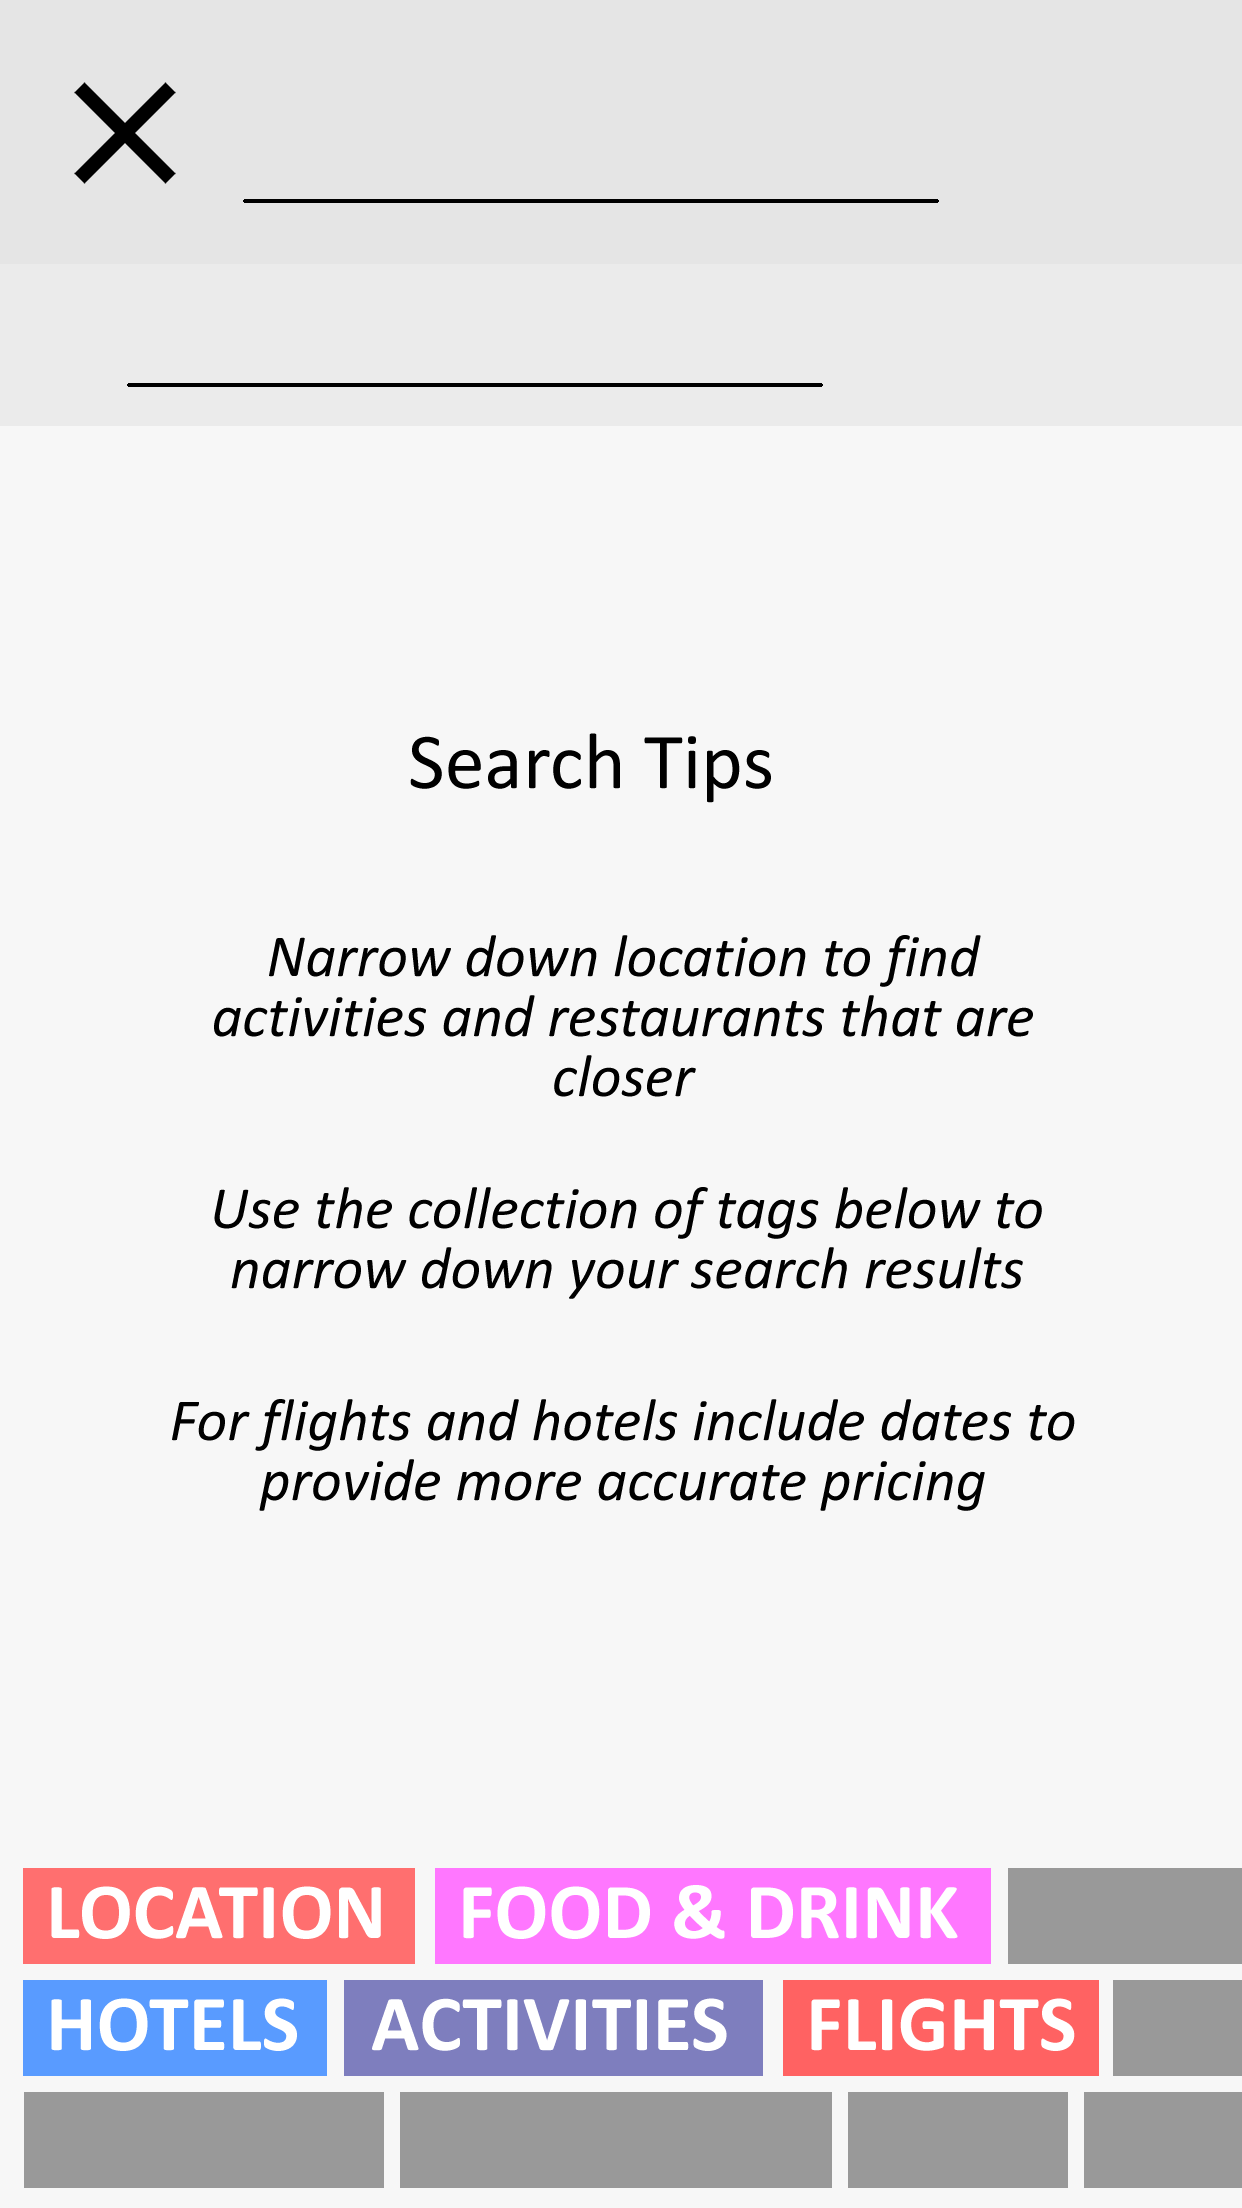 Search Tips
Narrow down location to find
activities and restaurants that are
closer
Use the collection of tags below to
narrow down your search results
For flights and hotels include dates to
provide more accurate pricing
LOCATION
FOOD & DRINK
HOTELS
ACTIVITIES
FLIGHTS